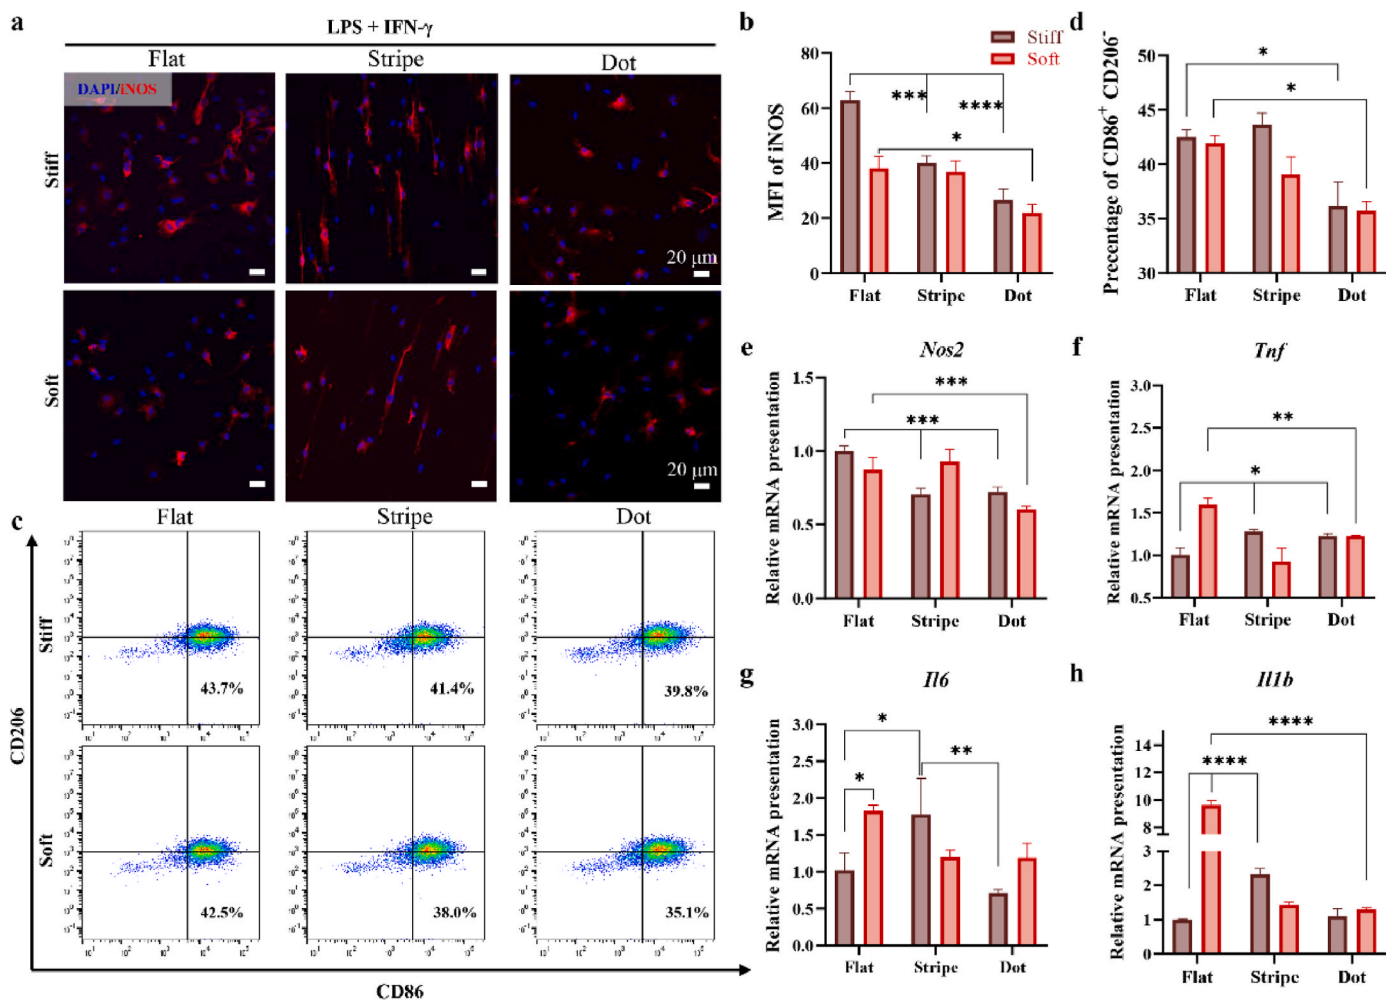 a
LPS + IFN-γ
Flat Stripe Dot
DAPI/iNOS
Stiff
20 μm
Soft
20 μm
b
Stiff
Soft
MFI of iNOS
80
60
40
20
0
*** **** *
Flat Stripe Dot
d
Precentage of CD86+ CD206-
50
45
40
35
30
*
*
Flat Stripe Dot
c
Flat Stripe Dot
Stiff
43.7% 41.4% 39.8%
Soft
42.5% 38.0% 35.1%
CD206
CD86
e
Nos2
Relative mRNA presentation
1.5
1.0
0.5
0.0
***
***
Flat Stripe Dot
f
Tnf
Relative mRNA presentation
3.0
2.5
2.0
1.5
1.0
0.5
**
*
Flat Stripe Dot
g
Il6
Relative mRNA presentation
3.0
2.5
2.0
1.5
1.0
0.5
0.0
*
**
*
Flat Stripe Dot
h
Il1b
Relative mRNA presentation
14
12
10
8
3
2
1
0
****
****
Flat Stripe Dot